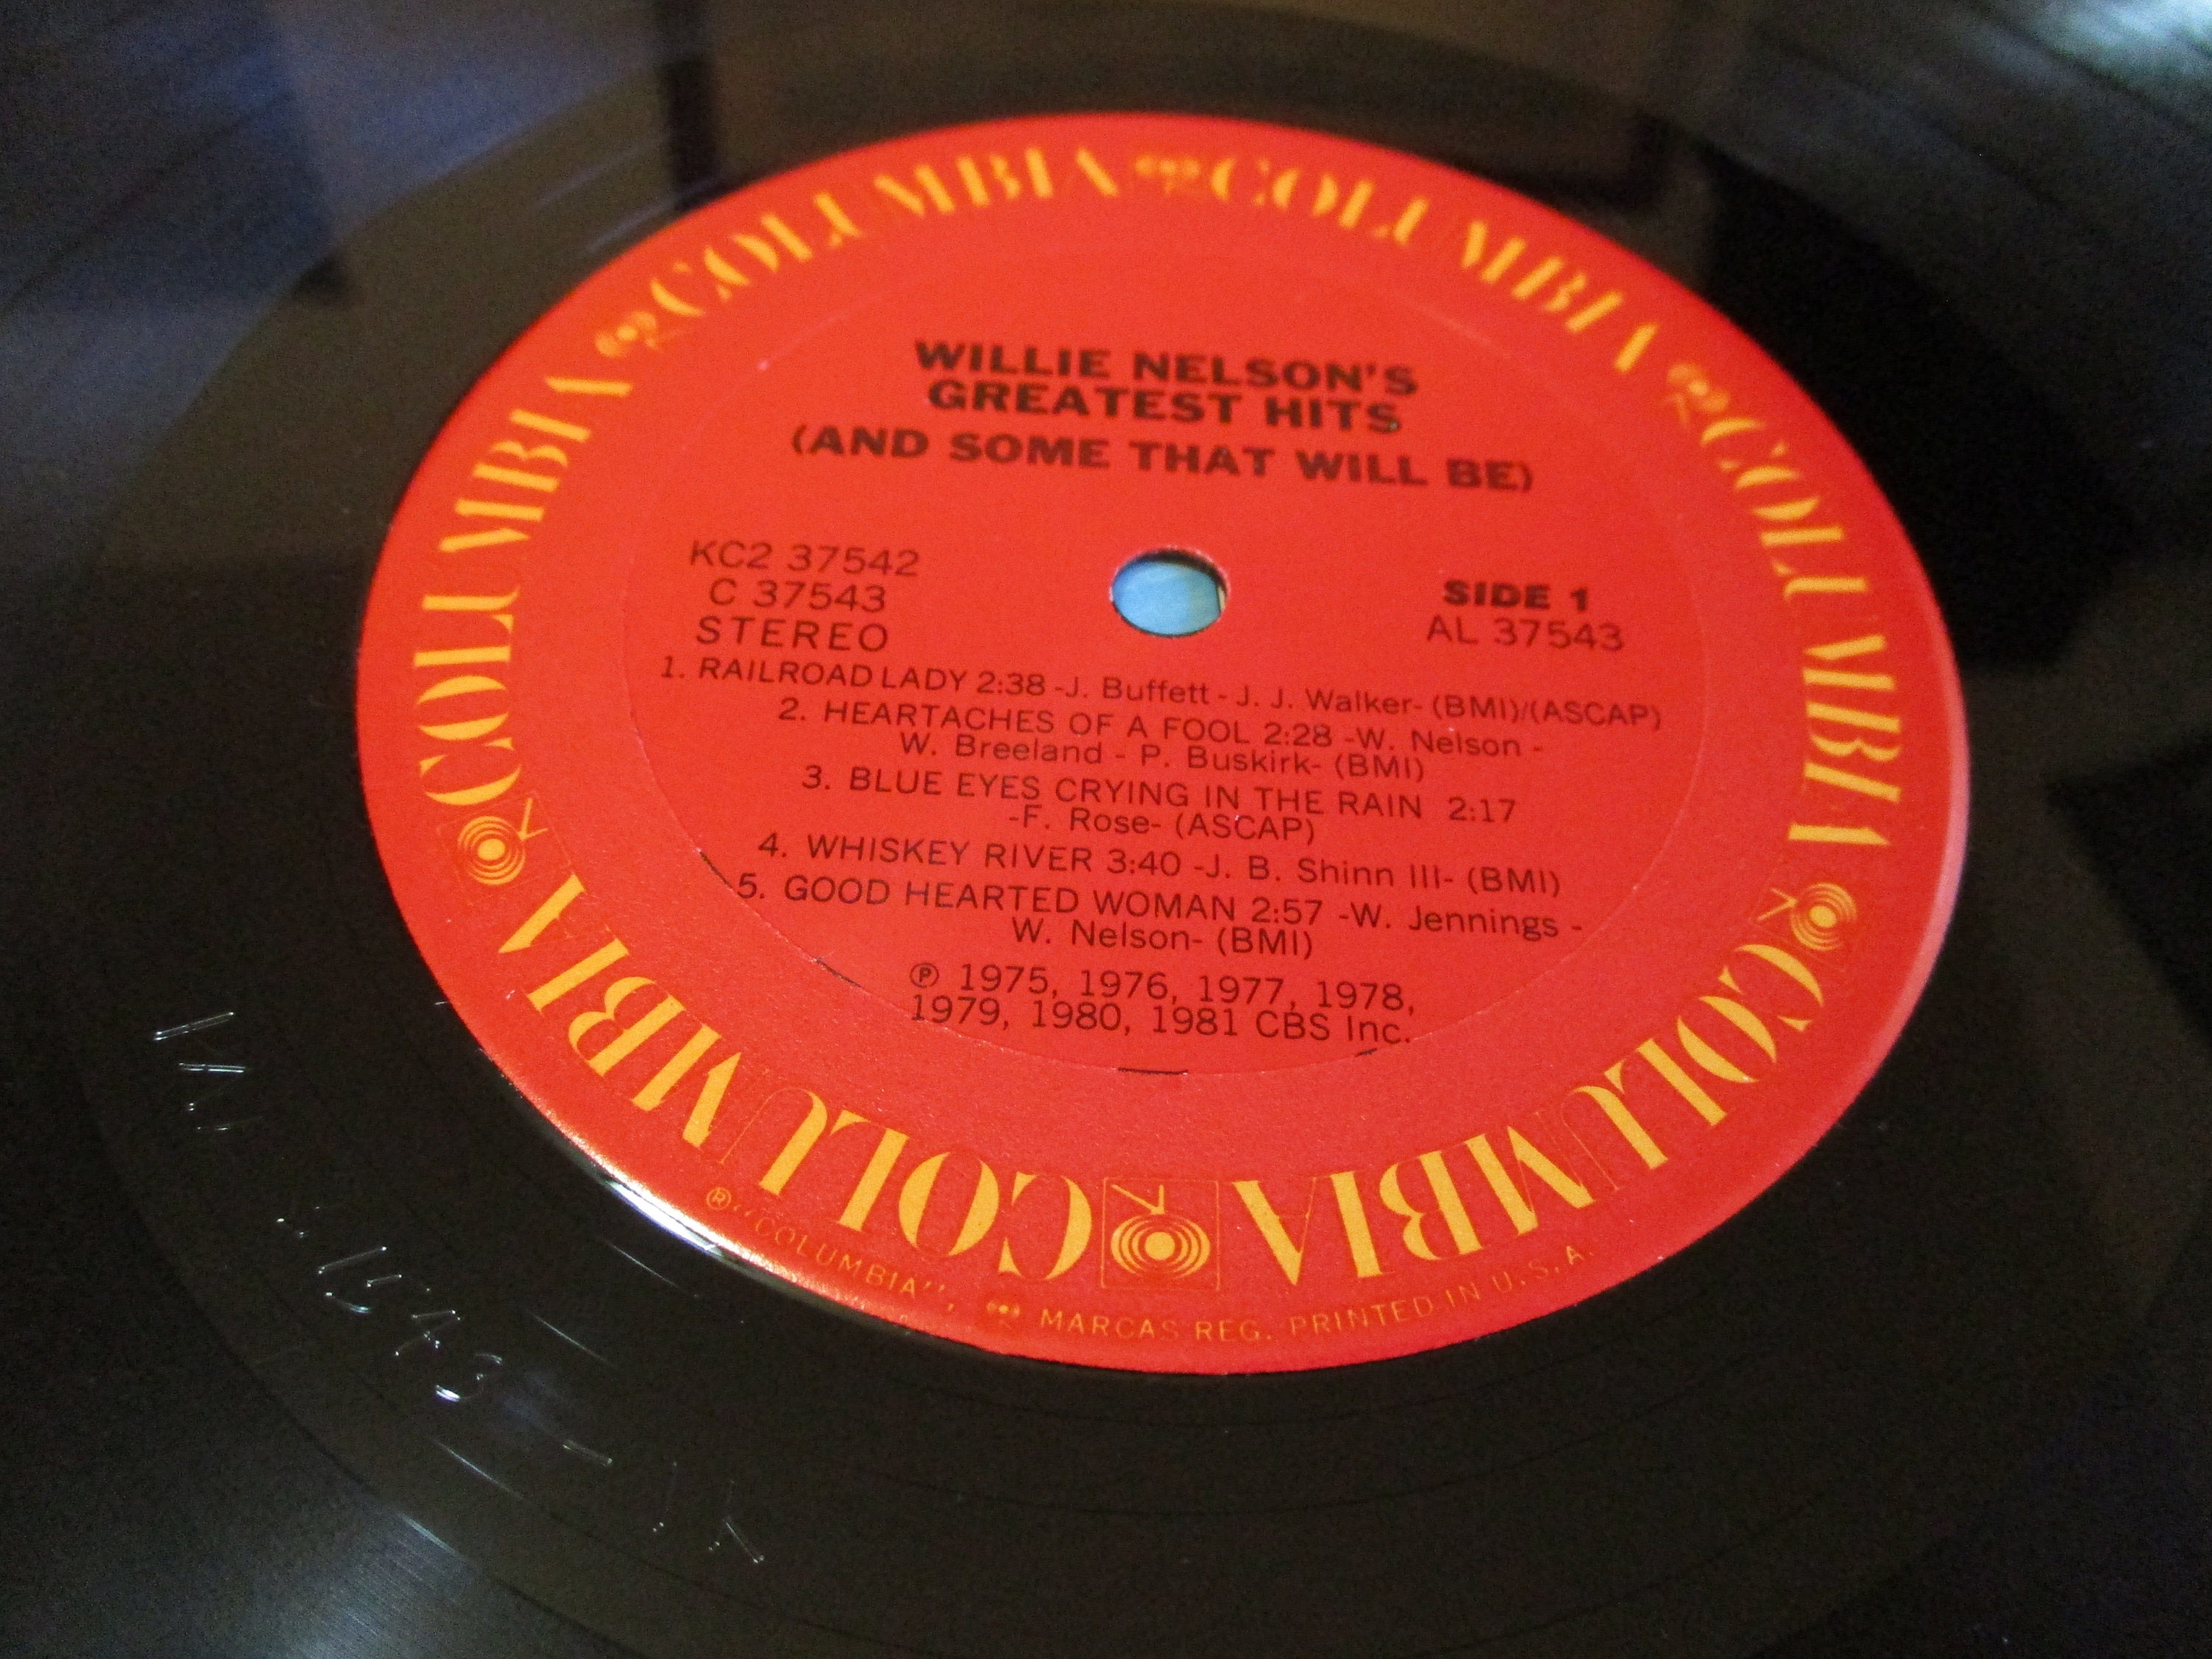 COLUMBIA COLUMBIA COLUMBIA COLUMBIA COLUMBIA COLUMBIA
WILLIE NELSON'S
GREATEST HITS
(AND SOME THAT WILL BE)
KC2 37542
C 37543
STEREO
SIDE 1
AL 37543
1. RAILROAD LADY 2:38 -J. Buffett - J. J. Walker- (BMI)/(ASCAP)
2. HEARTACHES OF A FOOL 2:28 -W. Nelson -
W. Breeland - P. Buskirk- (BMI)
3. BLUE EYES CRYING IN THE RAIN 2:17
-F. Rose- (ASCAP)
4. WHISKEY RIVER 3:40 -J. B. Shinn III- (BMI)
5. GOOD HEARTED WOMAN 2:57 -W. Jennings -
W. Nelson- (BMI)
Ⓟ 1975, 1976, 1977, 1978,
1979, 1980, 1981 CBS Inc.
® "COLUMBIA", MARCAS REG. PRINTED IN U.S.A.